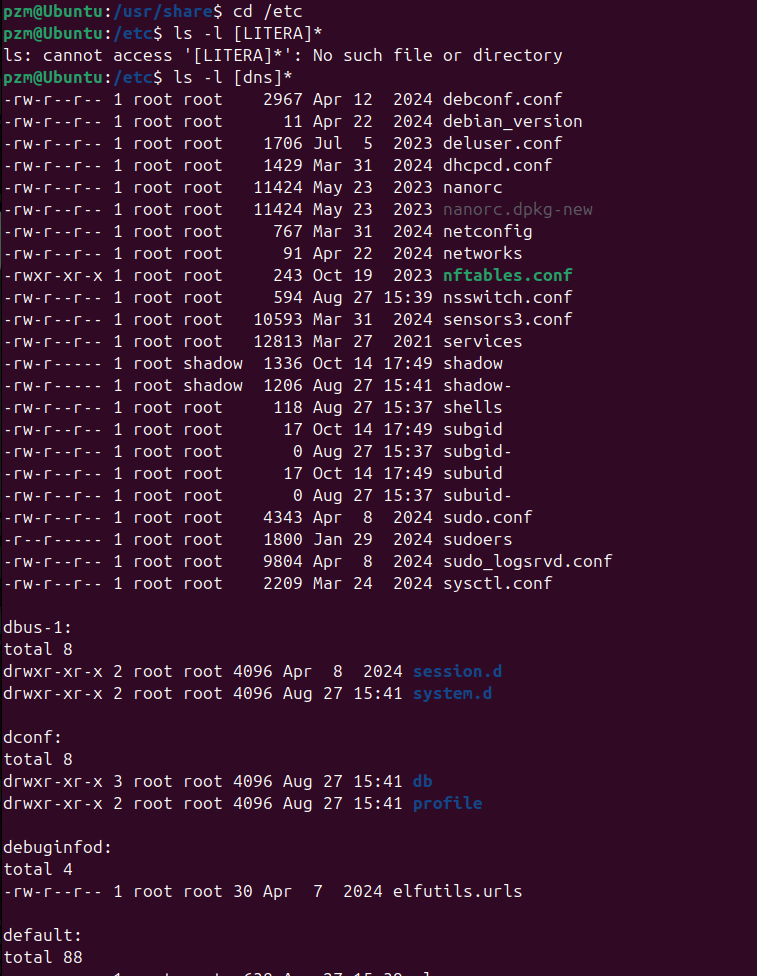 pzm@Ubuntu:/usr/share$ cd /etc
pzm@Ubuntu:/etc$ ls -l [LITERA]*
ls: cannot access '[LITERA]*': No such file or directory
pzm@Ubuntu:/etc$ ls -l [dns]*
-rw-r--r-- 1 root root    2967 Apr 12  2024 debconf.conf
-rw-r--r-- 1 root root      11 Apr 22  2024 debian_version
-rw-r--r-- 1 root root    1706 Jul  5  2023 deluser.conf
-rw-r--r-- 1 root root    1429 Mar 31  2024 dhcpcd.conf
-rw-r--r-- 1 root root   11424 May 23  2023 nanorc
-rw-r--r-- 1 root root   11424 May 23  2023 nanorc.dpkg-new
-rw-r--r-- 1 root root     767 Mar 31  2024 netconfig
-rw-r--r-- 1 root root      91 Apr 22  2024 networks
-rwxr-xr-x 1 root root     243 Oct 19  2023 nftables.conf
-rw-r--r-- 1 root root     594 Aug 27 15:39 nsswitch.conf
-rw-r--r-- 1 root root   10593 Mar 31  2024 sensors3.conf
-rw-r--r-- 1 root root   12813 Mar 27  2021 services
-rw-r----- 1 root shadow  1336 Oct 14 17:49 shadow
-rw-r----- 1 root shadow  1206 Aug 27 15:41 shadow-
-rw-r--r-- 1 root root     118 Aug 27 15:37 shells
-rw-r--r-- 1 root root      17 Oct 14 17:49 subgid
-rw-r--r-- 1 root root       0 Aug 27 15:37 subgid-
-rw-r--r-- 1 root root      17 Oct 14 17:49 subuid
-rw-r--r-- 1 root root       0 Aug 27 15:37 subuid-
-rw-r--r-- 1 root root    4343 Apr  8  2024 sudo.conf
-r--r----- 1 root root    1800 Jan 29  2024 sudoers
-rw-r--r-- 1 root root    9804 Apr  8  2024 sudo_logsrvd.conf
-rw-r--r-- 1 root root    2209 Mar 24  2024 sysctl.conf
dbus-1:
total 8
drwxr-xr-x 2 root root 4096 Apr  8  2024 session.d
drwxr-xr-x 2 root root 4096 Aug 27 15:41 system.d
dconf:
total 8
drwxr-xr-x 3 root root 4096 Aug 27 15:41 db
drwxr-xr-x 2 root root 4096 Aug 27 15:41 profile
debuginfod:
total 4
-rw-r--r-- 1 root root 30 Apr  7  2024 elfutils.urls
default:
total 88